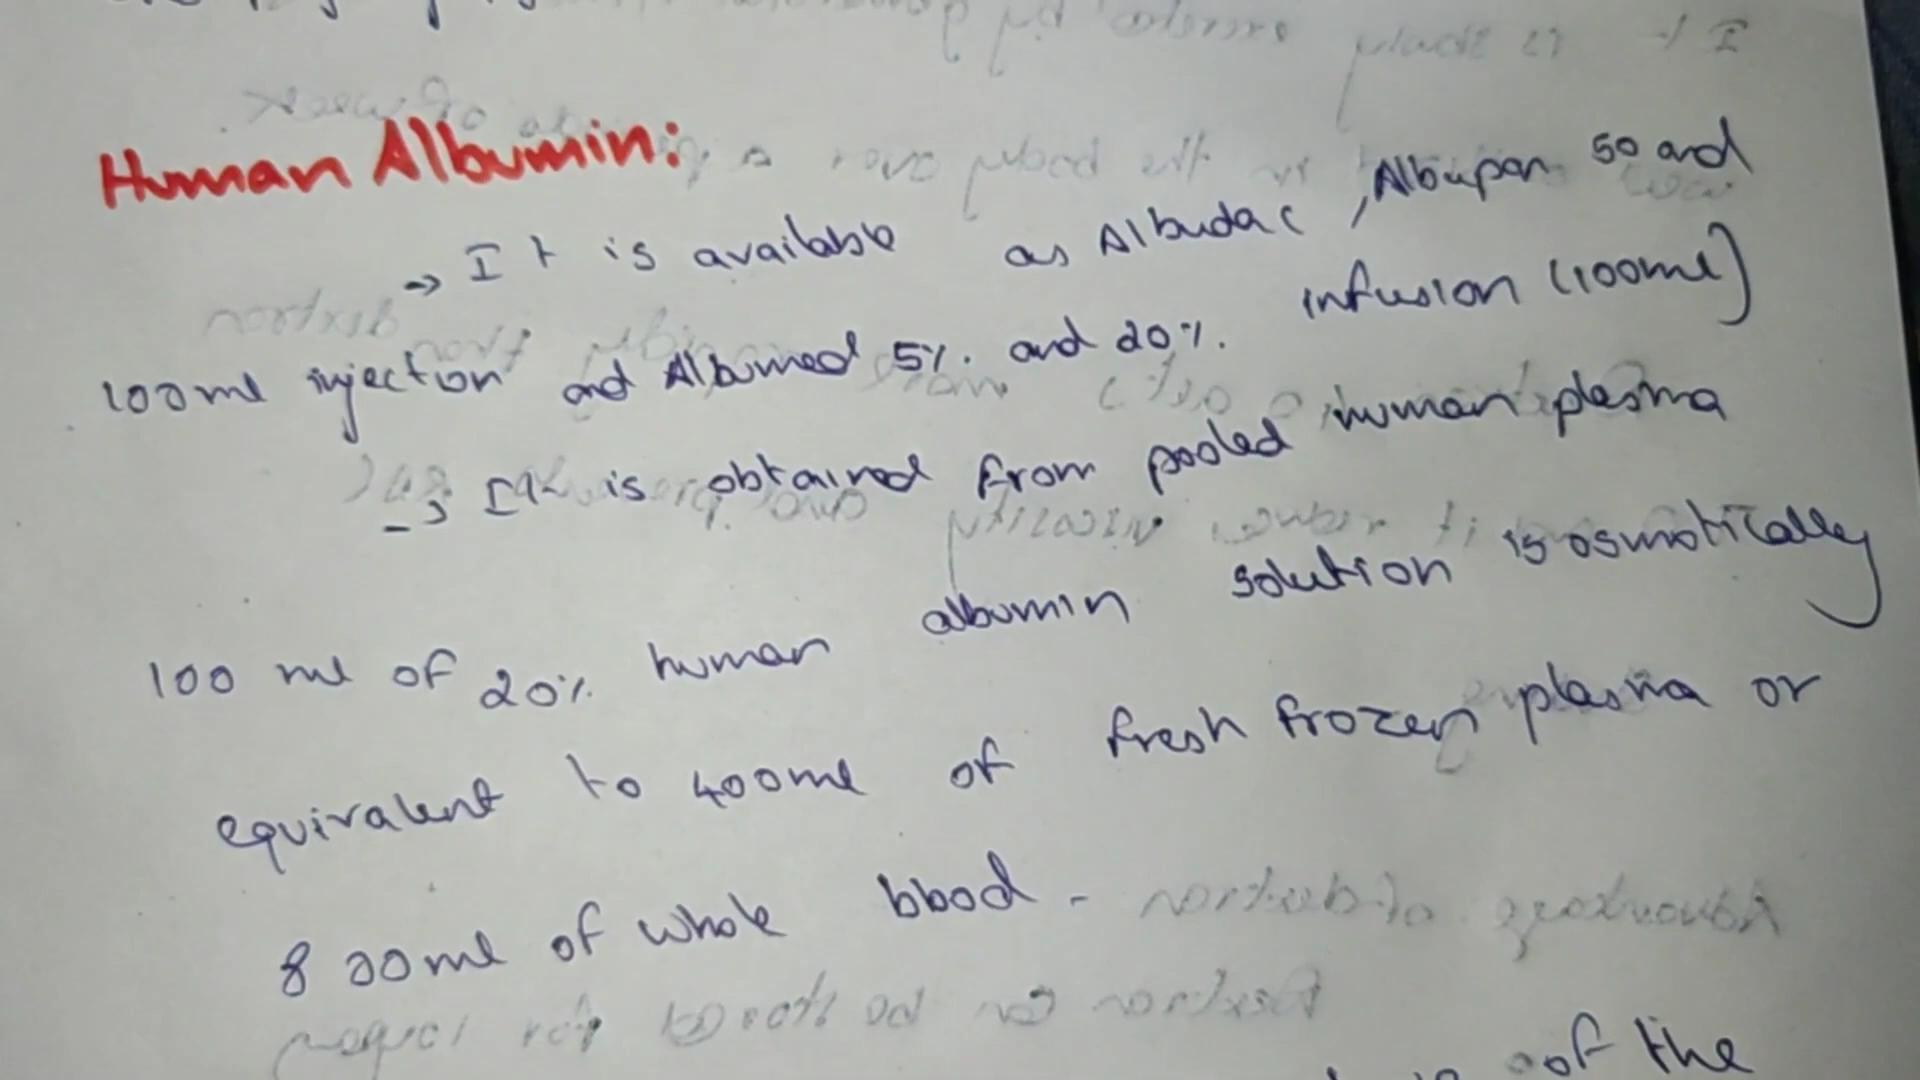 Human Albumin:
→ It is available as Albudac, Albupan 50 and
100ml injection and Albumed 5%. and 20%. infusion (100ml)
→ It is obtained from pooled human plasma
100 ml of 20%. human albumin solution is osmotically
equivalent to 400ml of fresh frozen plasma or
800ml of whole blood.
of the